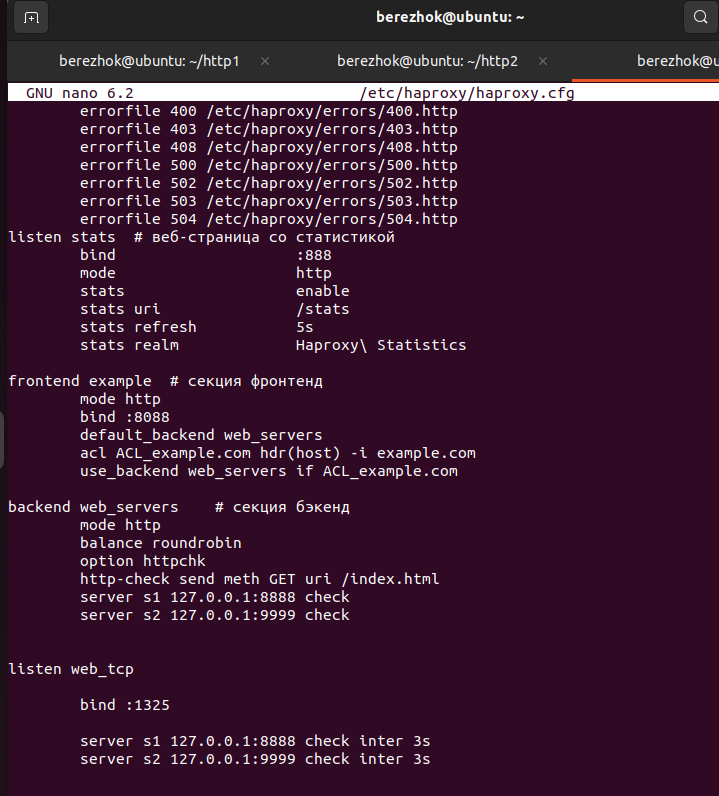 berezhok@ubuntu: ~
berezhok@ubuntu: ~/http1
berezhok@ubuntu: ~/http2
berezhok@u
GNU nano 6.2 /etc/haproxy/haproxy.cfg
errorfile 400 /etc/haproxy/errors/400.http
errorfile 403 /etc/haproxy/errors/403.http
errorfile 408 /etc/haproxy/errors/408.http
errorfile 500 /etc/haproxy/errors/500.http
errorfile 502 /etc/haproxy/errors/502.http
errorfile 503 /etc/haproxy/errors/503.http
errorfile 504 /etc/haproxy/errors/504.http
listen stats # веб-страница со статистикой
bind :888
mode http
stats enable
stats uri /stats
stats refresh 5s
stats realm Haproxy\ Statistics
frontend example # секция фронтенд
mode http
bind :8088
default_backend web_servers
acl ACL_example.com hdr(host) -i example.com
use_backend web_servers if ACL_example.com
backend web_servers # секция бэкенд
mode http
balance roundrobin
option httpchk
http-check send meth GET uri /index.html
server s1 127.0.0.1:8888 check
server s2 127.0.0.1:9999 check
listen web_tcp
bind :1325
server s1 127.0.0.1:8888 check inter 3s
server s2 127.0.0.1:9999 check inter 3s